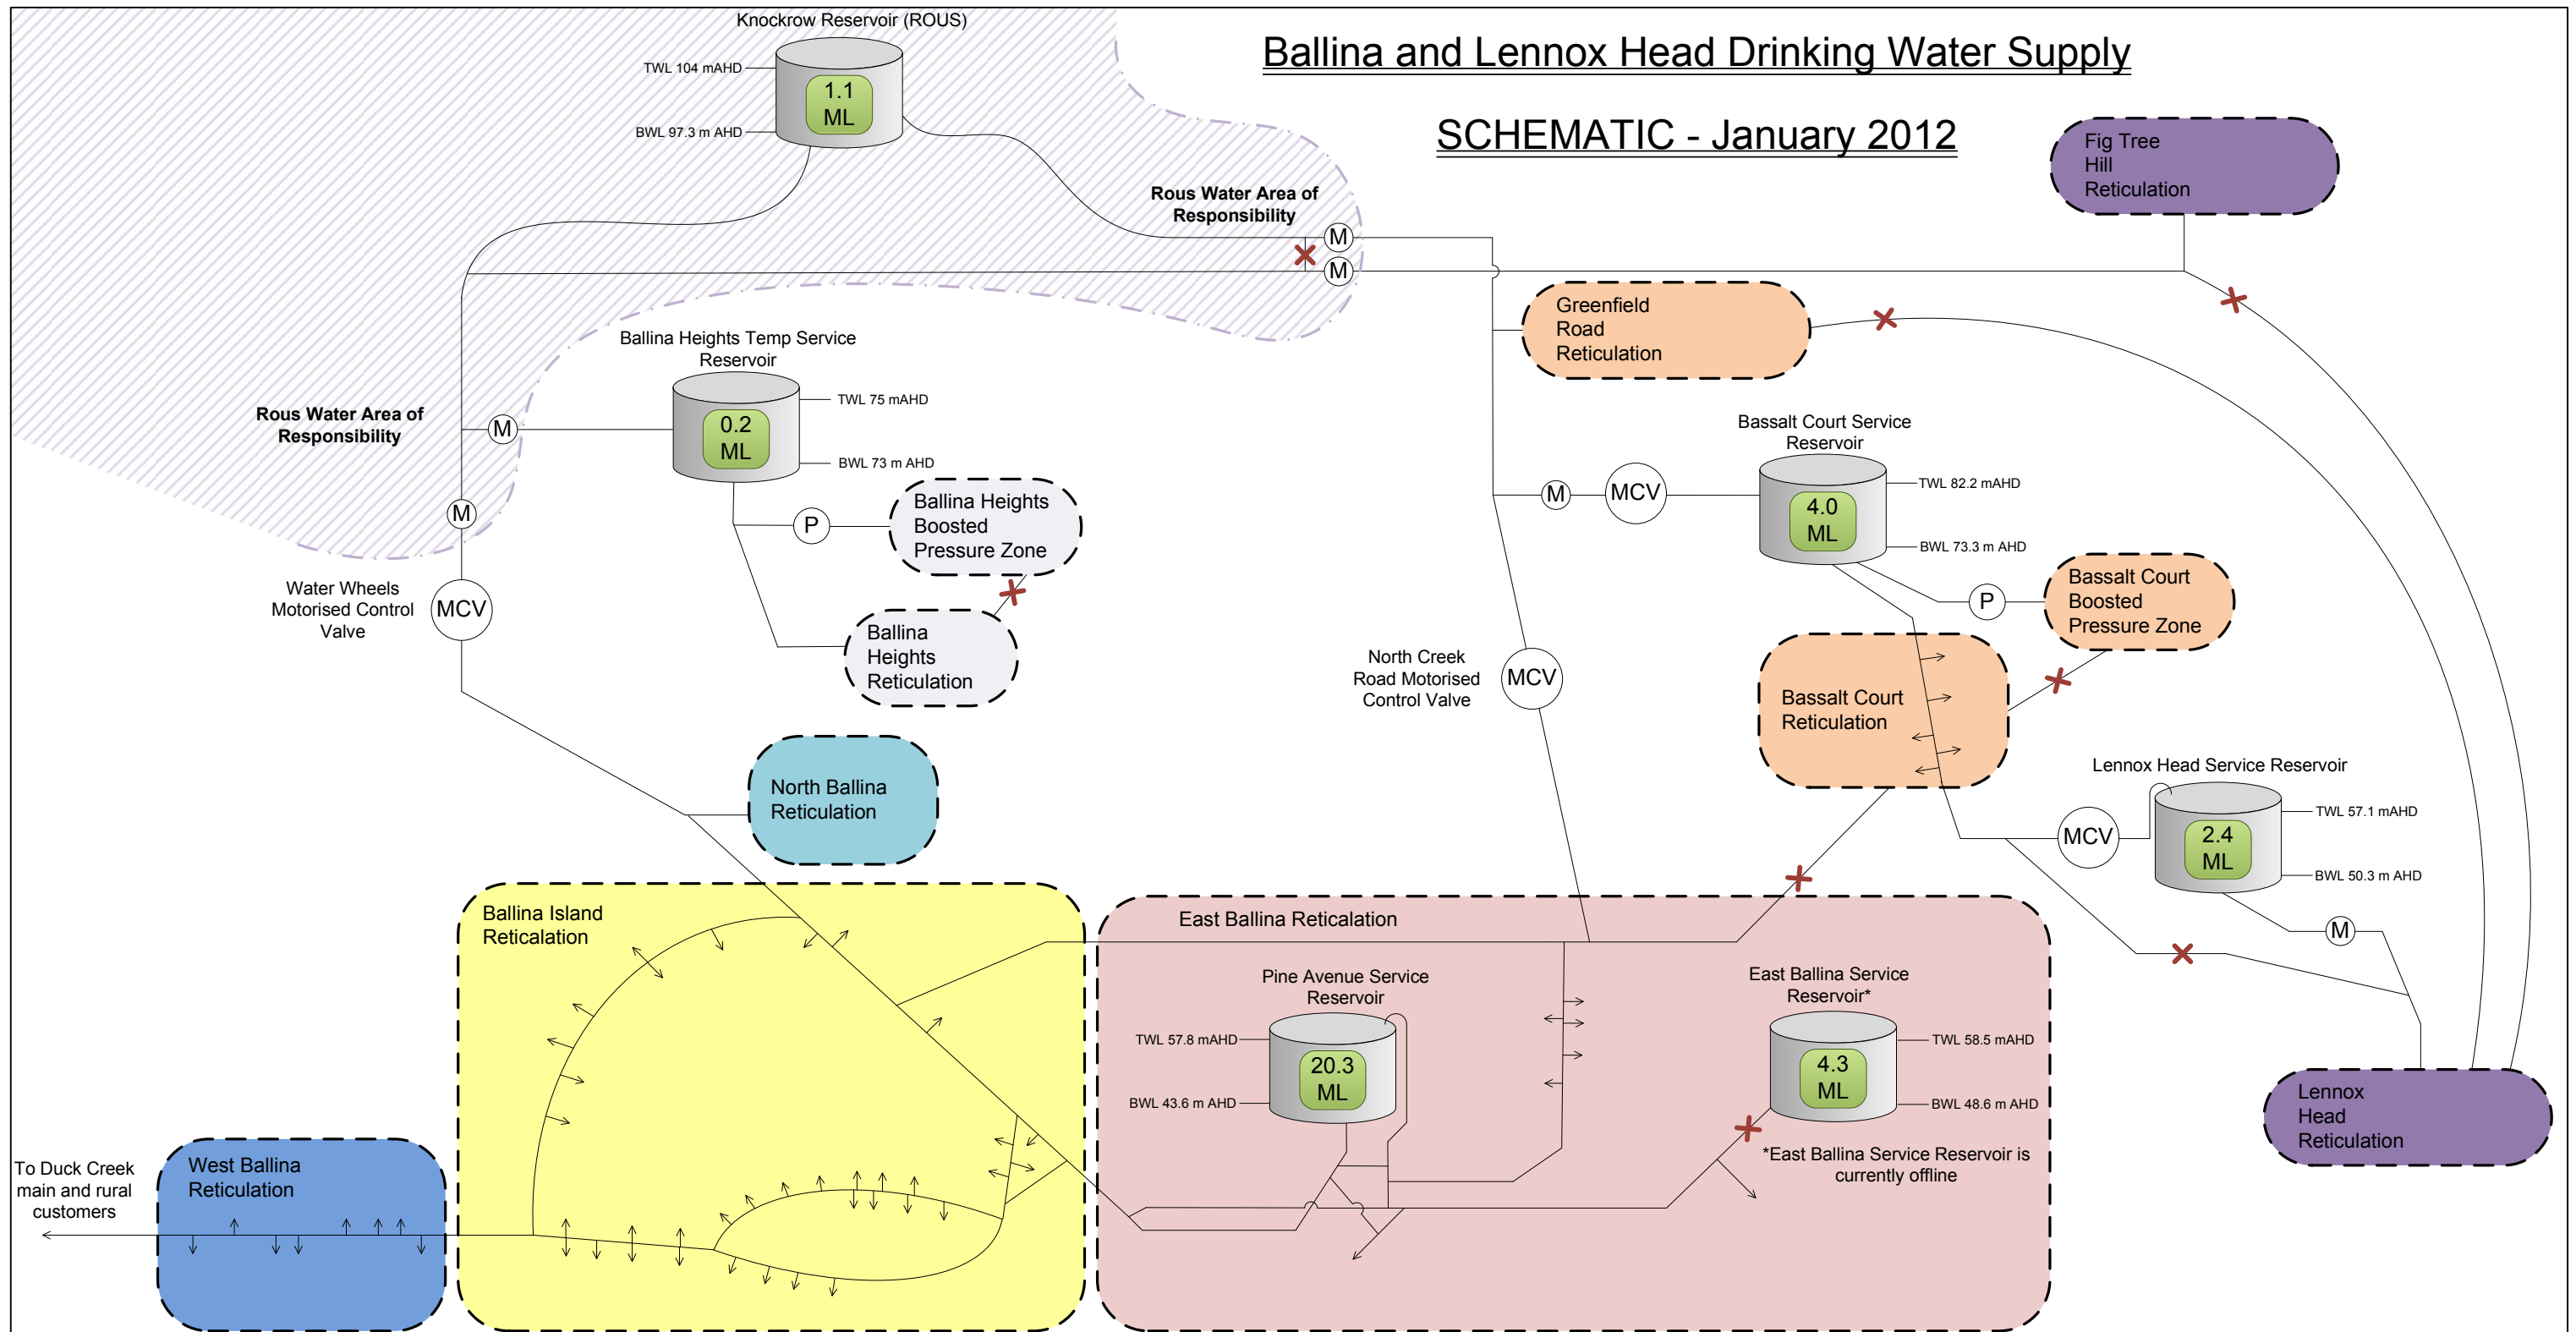 Knockrow Reservoir (ROUS)
TWL 104 mAHD
1.1
ML
BWL 97.3 m AHD
Ballina and Lennox Head Drinking Water Supply
SCHEMATIC - January 2012
Fig Tree
Hill
Reticulation
Rous Water Area of
Responsibility
M
M
Greenfield
Road
Reticulation
Ballina Heights Temp Service
Reservoir
TWL 75 mAHD
0.2
ML
BWL 73 m AHD
Rous Water Area of
Responsibility
M
M
Bassalt Court Service
Reservoir
TWL 82.2 mAHD
4.0
ML
BWL 73.3 m AHD
M
MCV
Ballina Heights
Boosted
Pressure Zone
P
Water Wheels
Motorised Control
Valve
MCV
Ballina
Heights
Reticulation
P
Bassalt Court
Boosted
Pressure Zone
North Creek
Road Motorised
Control Valve
MCV
Bassalt Court
Reticulation
North Ballina
Reticulation
Lennox Head Service Reservoir
MCV
TWL 57.1 mAHD
2.4
ML
BWL 50.3 m AHD
M
Ballina Island
Reticalation
East Ballina Reticalation
Pine Avenue Service
Reservoir
TWL 57.8 mAHD
20.3
ML
BWL 43.6 m AHD
East Ballina Service
Reservoir*
TWL 58.5 mAHD
4.3
ML
BWL 48.6 m AHD
*East Ballina Service Reservoir is
currently offline
Lennox
Head
Reticulation
West Ballina
Reticulation
To Duck Creek
main and rural
customers